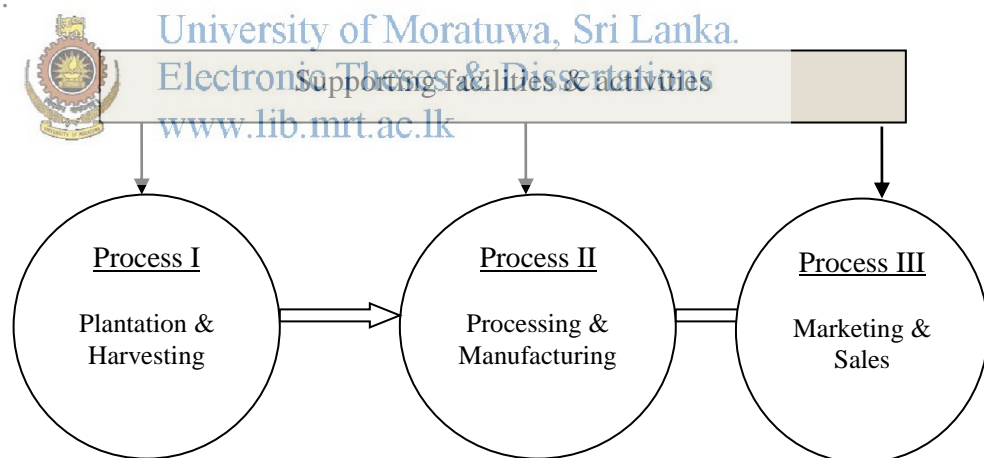 University of Moratuwa, Sri Lanka.
Electronic Theses & Dissertations
www.lib.mrt.ac.lk
Supporting facilities & activities
Process I
Plantation &
Harvesting
Process II
Processing &
Manufacturing
Process III
Marketing &
Sales